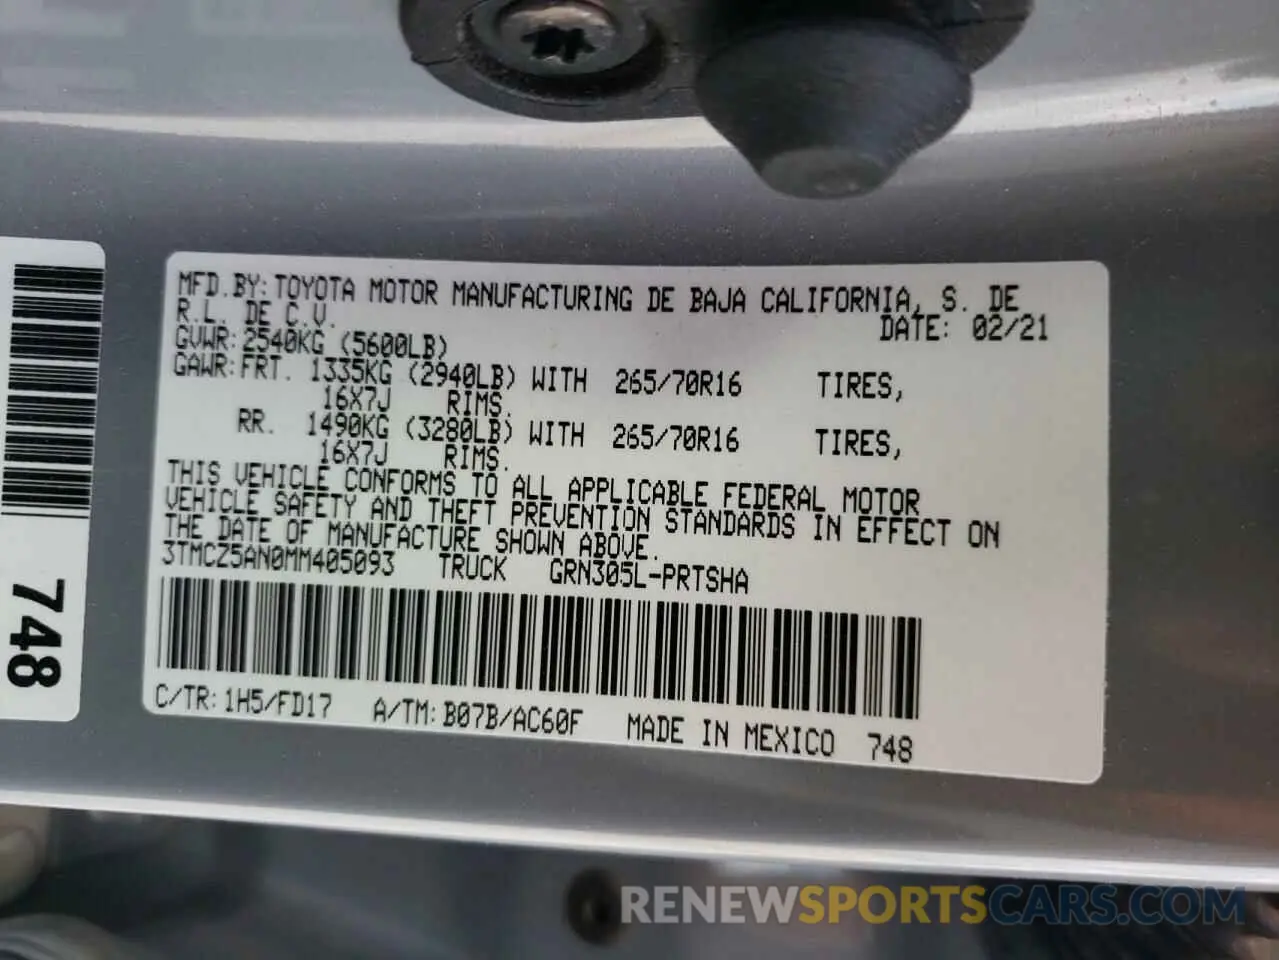 MFD.BY:TOYOTA MOTOR MANUFACTURING DE BAJA CALIFORNIA, S. DE
R.L. DE C.V. DATE: 02/21
GVWR:2540KG (5600LB)
GAWR:FRT. 1335KG (2940LB) WITH 265/70R16 TIRES,
16X7J RIMS.
RR. 1490KG (3280LB) WITH 265/70R16 TIRES,
16X7J RIMS.
THIS VEHICLE CONFORMS TO ALL APPLICABLE FEDERAL MOTOR
VEHICLE SAFETY AND THEFT PREVENTION STANDARDS IN EFFECT ON
THE DATE OF MANUFACTURE SHOWN ABOVE.
3TMCZ5AN0MM405093 TRUCK GRN305L-PRTSHA
C/TR:1H5/FD17 A/TM:B07B/AC60F MADE IN MEXICO 748
748
RENEWSPORTSCARS.COM